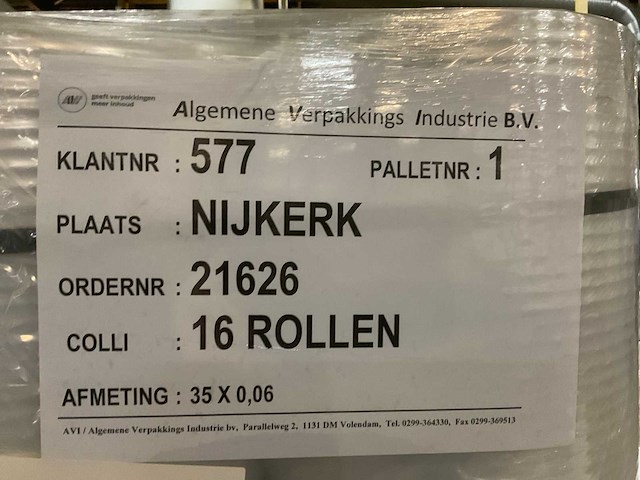 AVI geeft verpakkingen
meer inhoud
Algemene Verpakkings Industrie B.V.
KLANTNR : 577 PALLETNR : 1
PLAATS : NIJKERK
ORDERNR : 21626
COLLI : 16 ROLLEN
AFMETING : 35 X 0,06
AVI / Algemene Verpakkings Industrie bv, Parallelweg 2, 1131 DM Volendam, Tel. 0299-364330, Fax 0299-369513